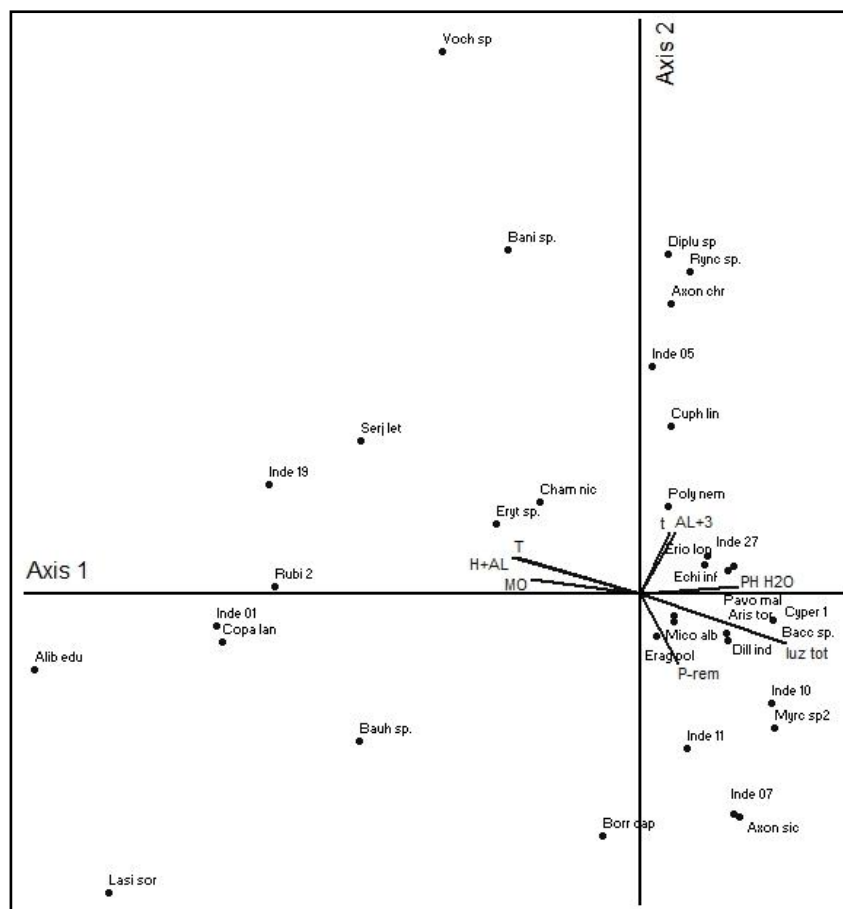 Voch sp
Axis 2
Bani sp.
Diplu sp
Rync sp.
Axon chr
Inde 05
Cuph lin
Serj let
Inde 19
Cham nic
Poly nem
Eryt sp.
t AL+3
Erio lon
Inde 27
T
H+AL
Echi inf
Axis 1
Rubi 2
MO
PH H2O
Pavo mal
Inde 01
Aris tor
Cyper 1
Copa lan
Mico alb
Bacc sp.
Alib edu
Erag pol
Dill ind
luz tot
P-rem
Inde 10
Myrc sp2
Bauh sp.
Inde 11
Inde 07
Borr cap
Axon sic
Lasi sor